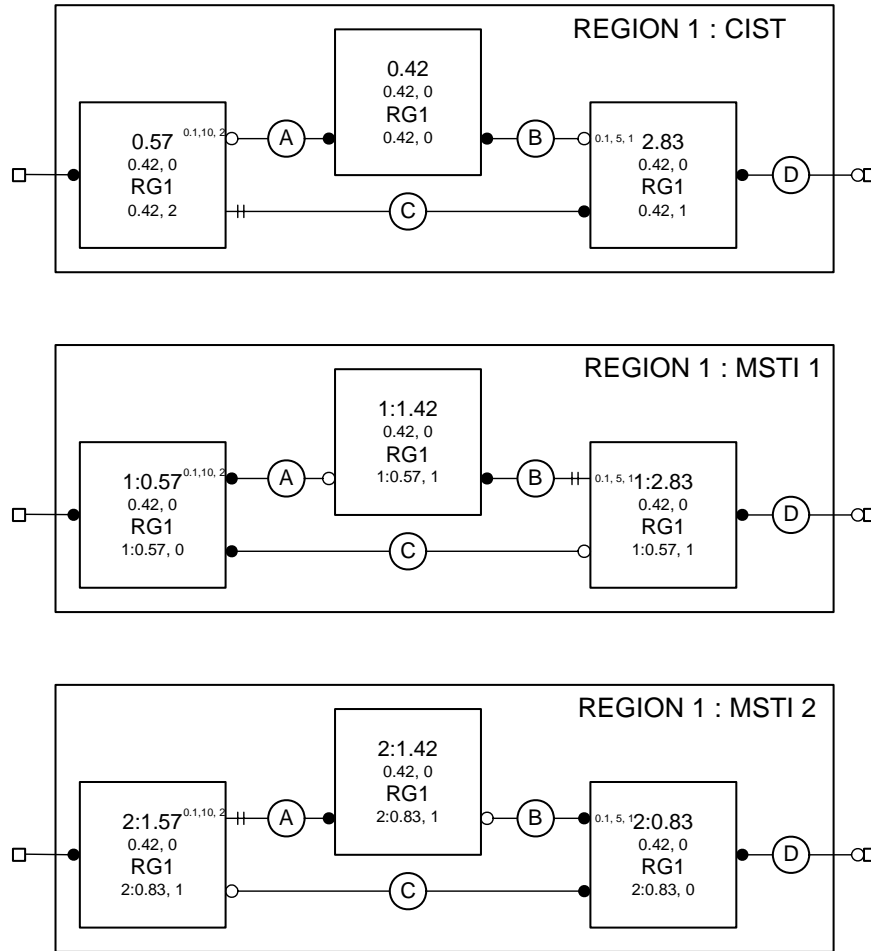 REGION 1 : CIST
0.42
0.42, 0
RG1
0.42, 0
0.57
0.1,10, 2
0.42, 0
RG1
0.42, 2
A
B
0.1, 5, 1
2.83
0.42, 0
RG1
0.42, 1
C
D
REGION 1 : MSTI 1
1:1.42
0.42, 0
RG1
1:0.57, 1
1:0.57
0.1,10, 2
0.42, 0
RG1
1:0.57, 0
A
B
0.1, 5, 1
1:2.83
0.42, 0
RG1
1:0.57, 1
C
D
REGION 1 : MSTI 2
2:1.42
0.42, 0
RG1
2:0.83, 1
2:1.57
0.1,10, 2
0.42, 0
RG1
2:0.83, 1
A
B
0.1, 5, 1
2:0.83
0.42, 0
RG1
2:0.83, 0
C
D